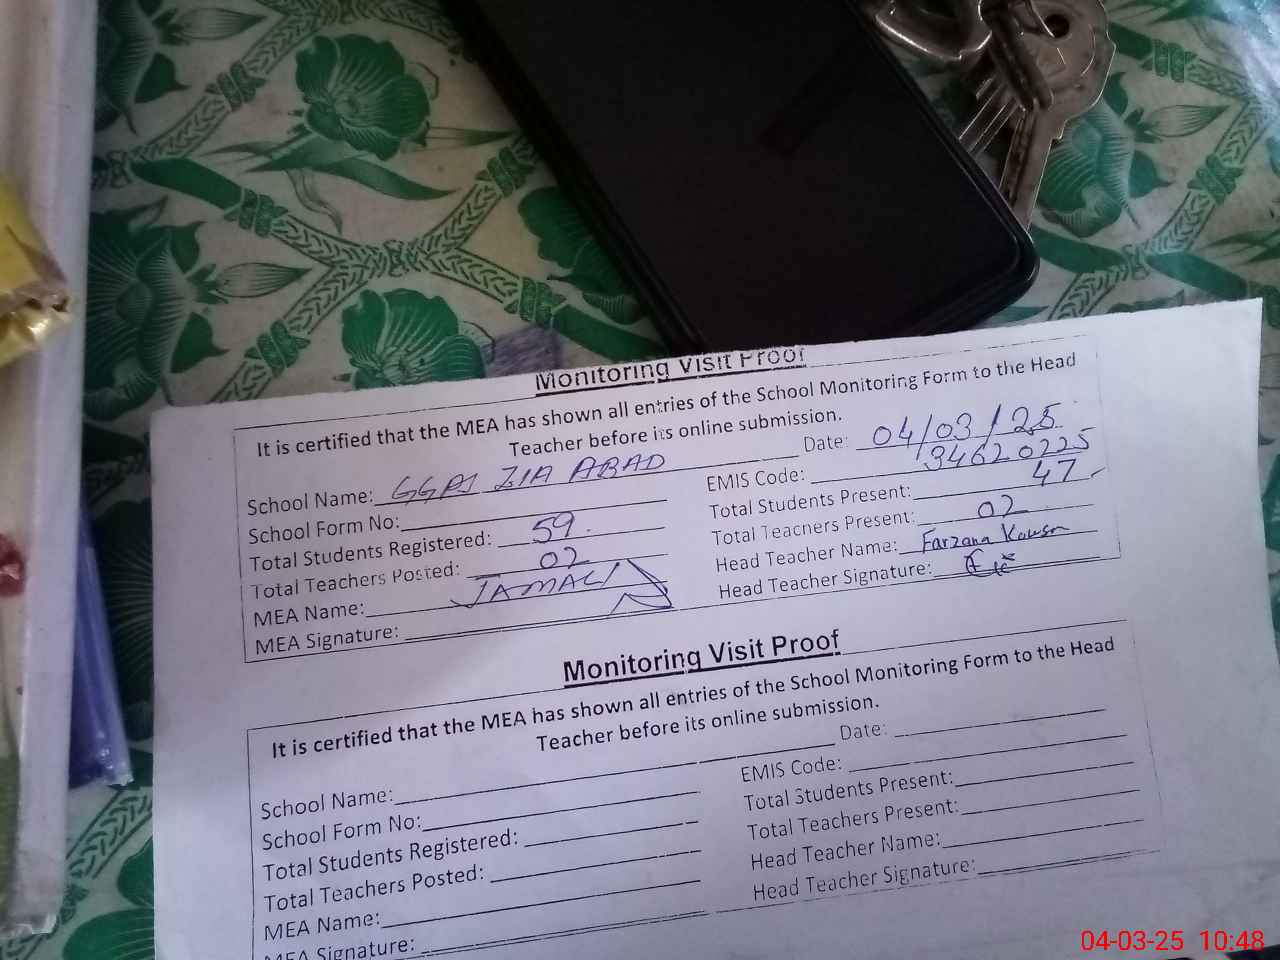 Monitoring Visit Proof
It is certified that the MEA has shown all entries of the School Monitoring Form to the Head
Teacher before its online submission.
School Name: GGPS ZIA ABAD Date: 04/03/25
School Form No: EMIS Code: 34620225
Total Students Registered: 59 Total Students Present: 47
Total Teachers Posted: 02 Total Teachers Present: 02
MEA Name: JAMAL Head Teacher Name: Farzana Kousar
MEA Signature: Head Teacher Signature:
Monitoring Visit Proof
It is certified that the MEA has shown all entries of the School Monitoring Form to the Head
Teacher before its online submission.
School Name: Date:
School Form No: EMIS Code:
Total Students Registered: Total Students Present:
Total Teachers Posted: Total Teachers Present:
MEA Name: Head Teacher Name:
MEA Signature: Head Teacher Signature:
04-03-25 10:48